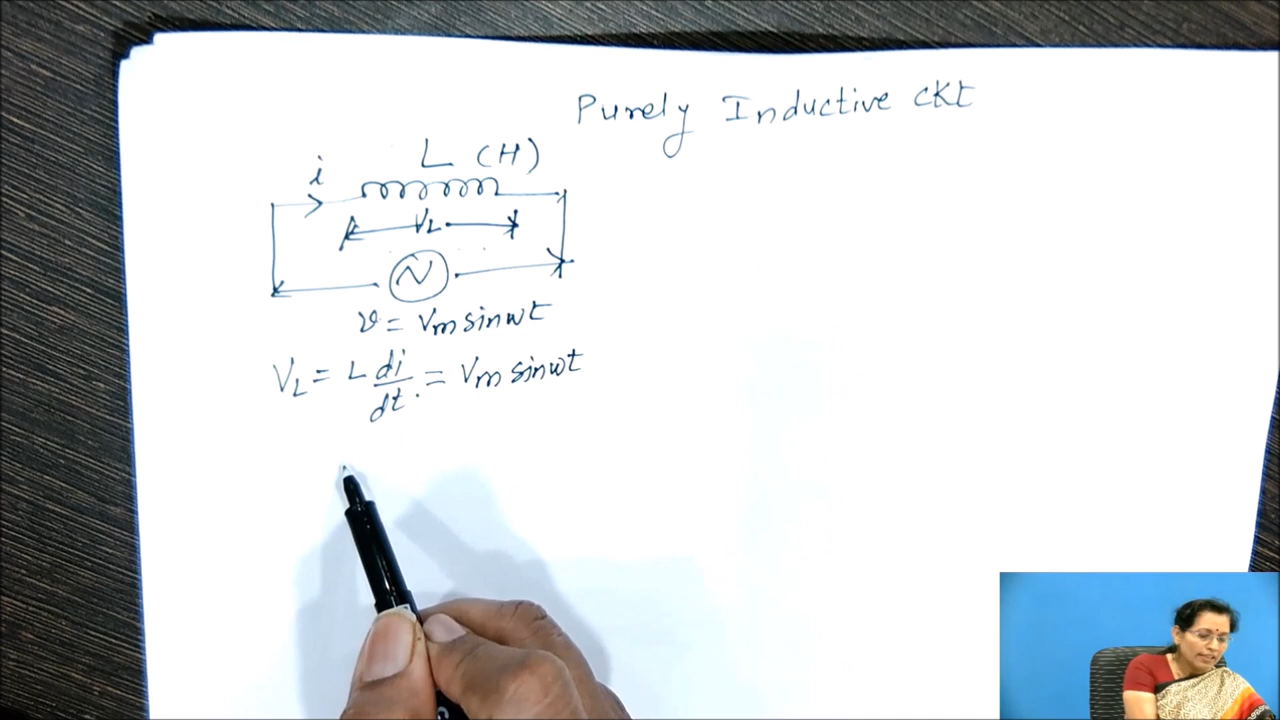 Purely Inductive CKt
L (H)
i
VL
v = Vm sinωt
VL = L di/dt = Vm sinωt